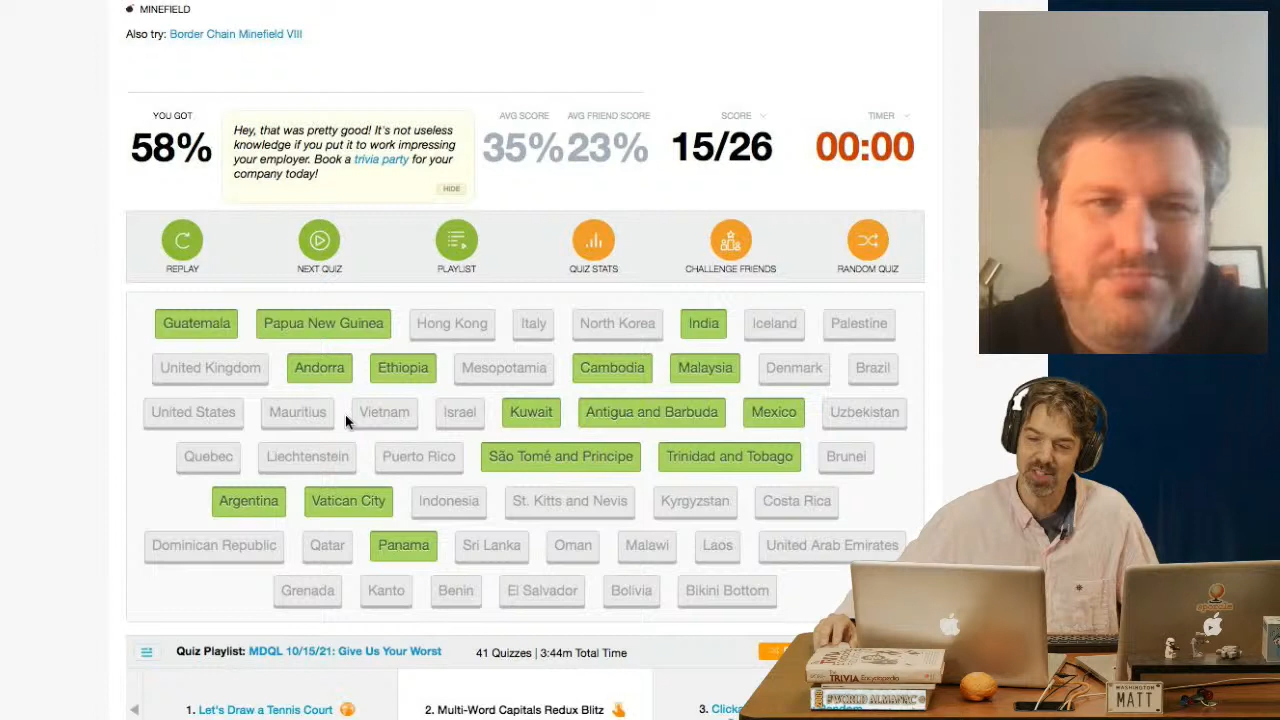 MINEFIELD
Also try: Border Chain Minefield VIII
YOU GOT
58%
Hey, that was pretty good! It's not useless
knowledge if you put it to work impressing
your employer. Book a trivia party for your
company today!
HIDE
AVG SCORE
35%
AVG FRIEND SCORE
23%
SCORE
15/26
TIMER
00:00
REPLAY
NEXT QUIZ
PLAYLIST
QUIZ STATS
CHALLENGE FRIENDS
RANDOM QUIZ
Guatemala Papua New Guinea Hong Kong Italy North Korea India Iceland Palestine
United Kingdom Andorra Ethiopia Mesopotamia Cambodia Malaysia Denmark Brazil
United States Mauritius Vietnam Israel Kuwait Antigua and Barbuda Mexico Uzbekistan
Quebec Liechtenstein Puerto Rico São Tomé and Principe Trinidad and Tobago Brunei
Argentina Vatican City Indonesia St. Kitts and Nevis Kyrgyzstan Costa Rica
Dominican Republic Qatar Panama Sri Lanka Oman Malawi Laos United Arab Emirates
Grenada Kanto Benin El Salvador Bolivia Bikini Bottom
Quiz Playlist: MDQL 10/15/21: Give Us Your Worst 41 Quizzes | 3:44m Total Time
Let's Draw a Tennis Court
Multi-Word Capitals Redux Blitz
3.
TRIVIA Encyclopedia
WORLD ALMANAC
WASHINGTON
MATT